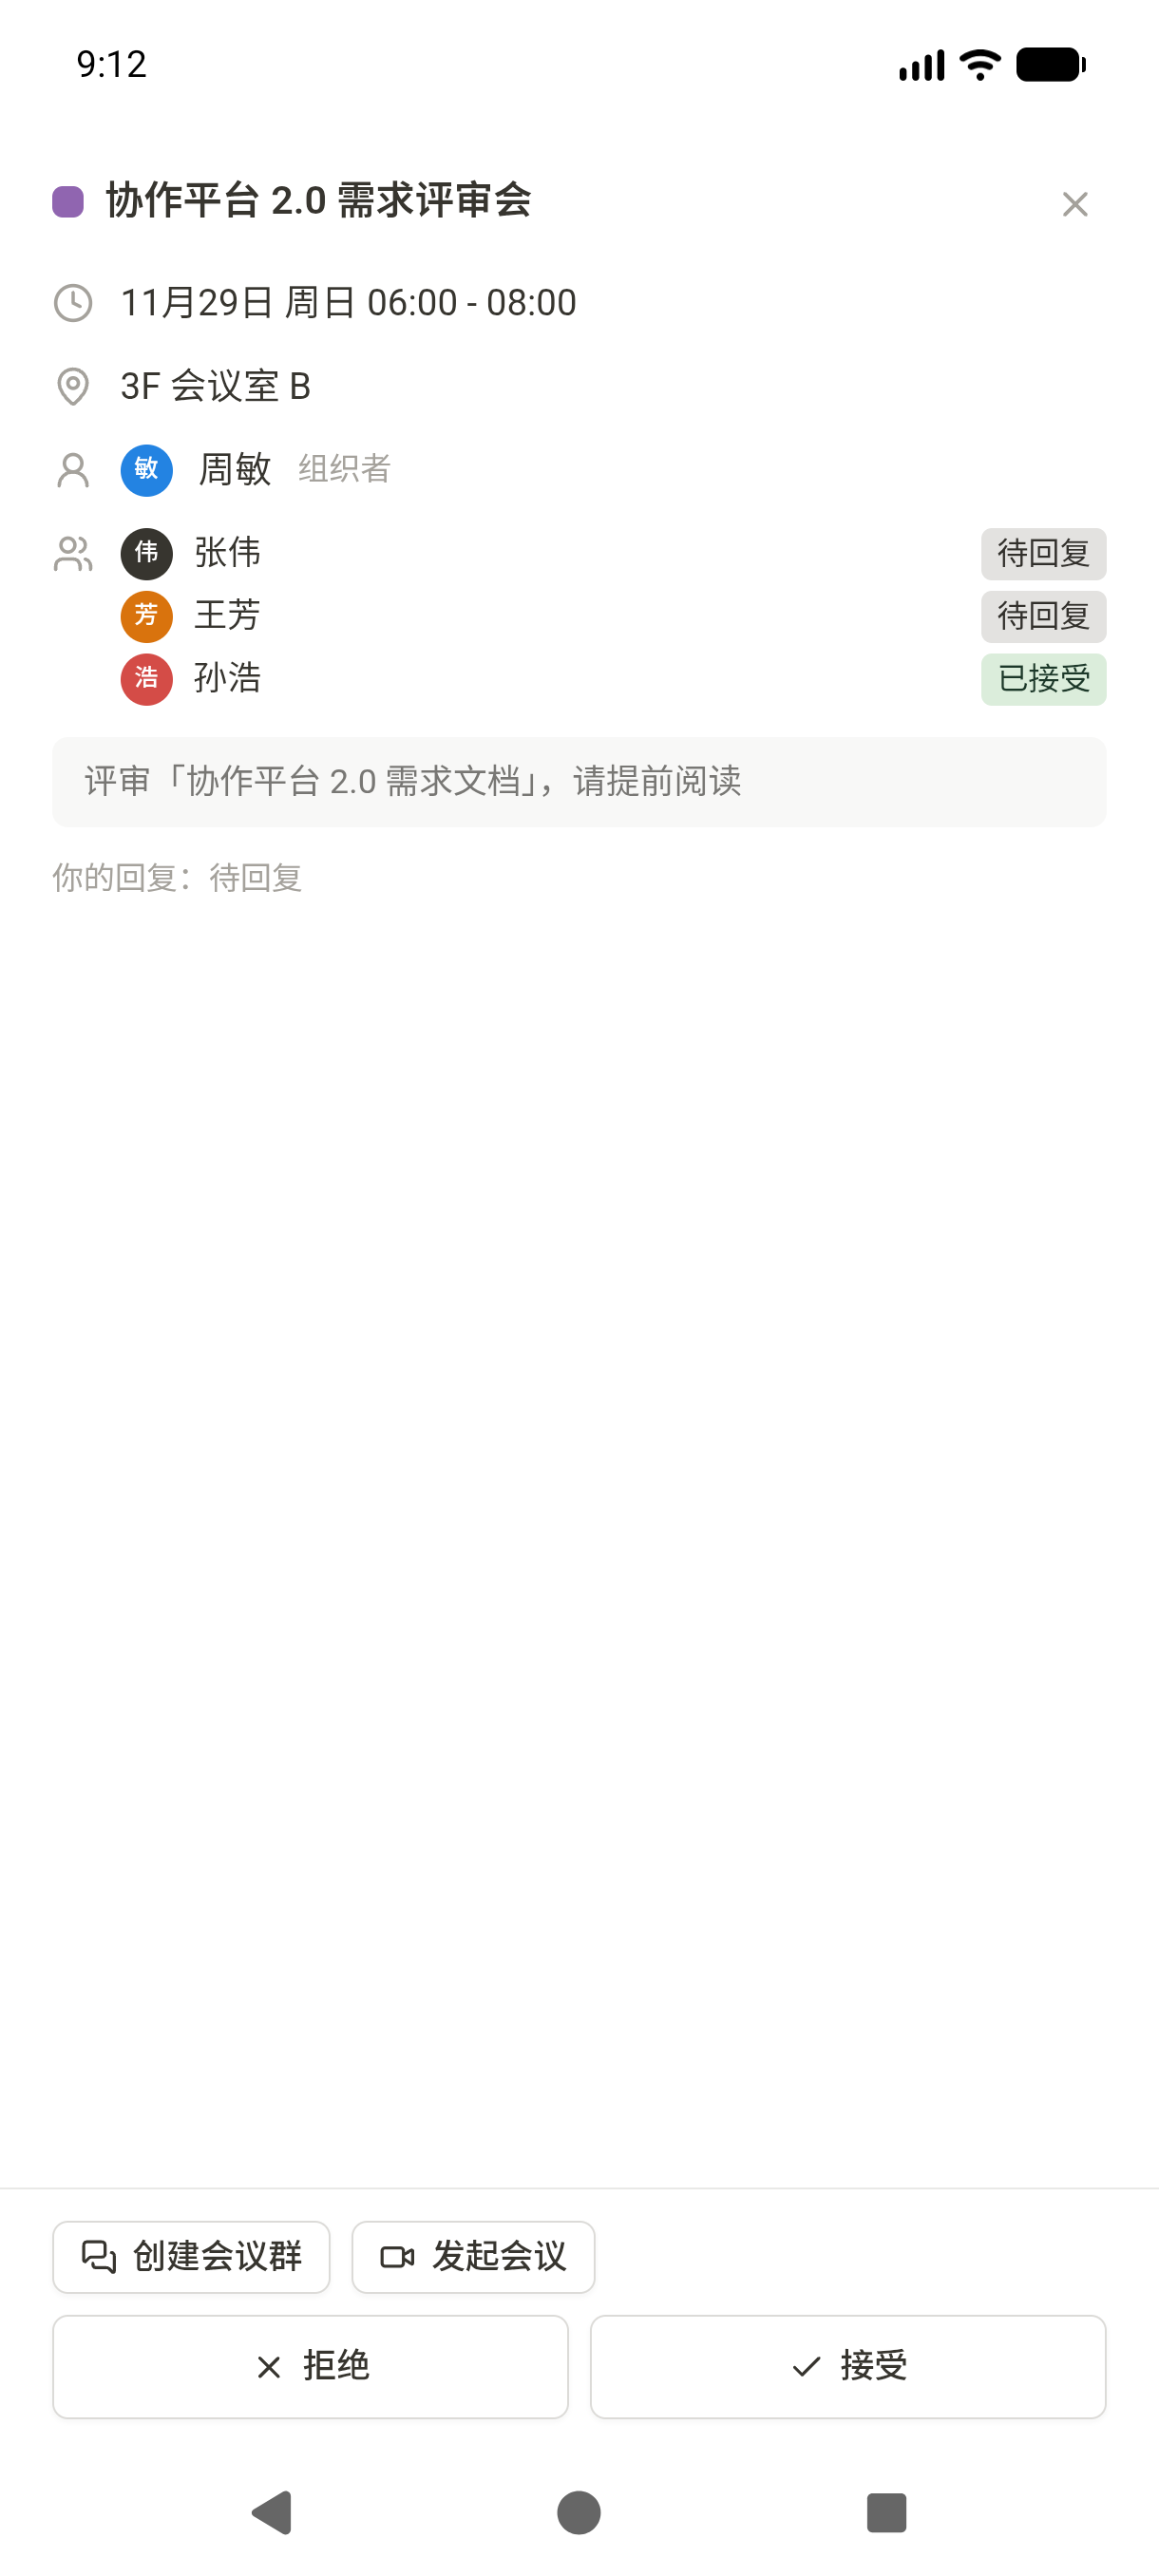 9:12
协作平台 2.0 需求评审会
11月29日 周日 06:00 - 08:00
3F 会议室 B
敏 周敏 组织者
伟 张伟 待回复
芳 王芳 待回复
浩 孙浩 已接受
评审「协作平台 2.0 需求文档」，请提前阅读
你的回复：待回复
创建会议群 发起会议
拒绝 接受